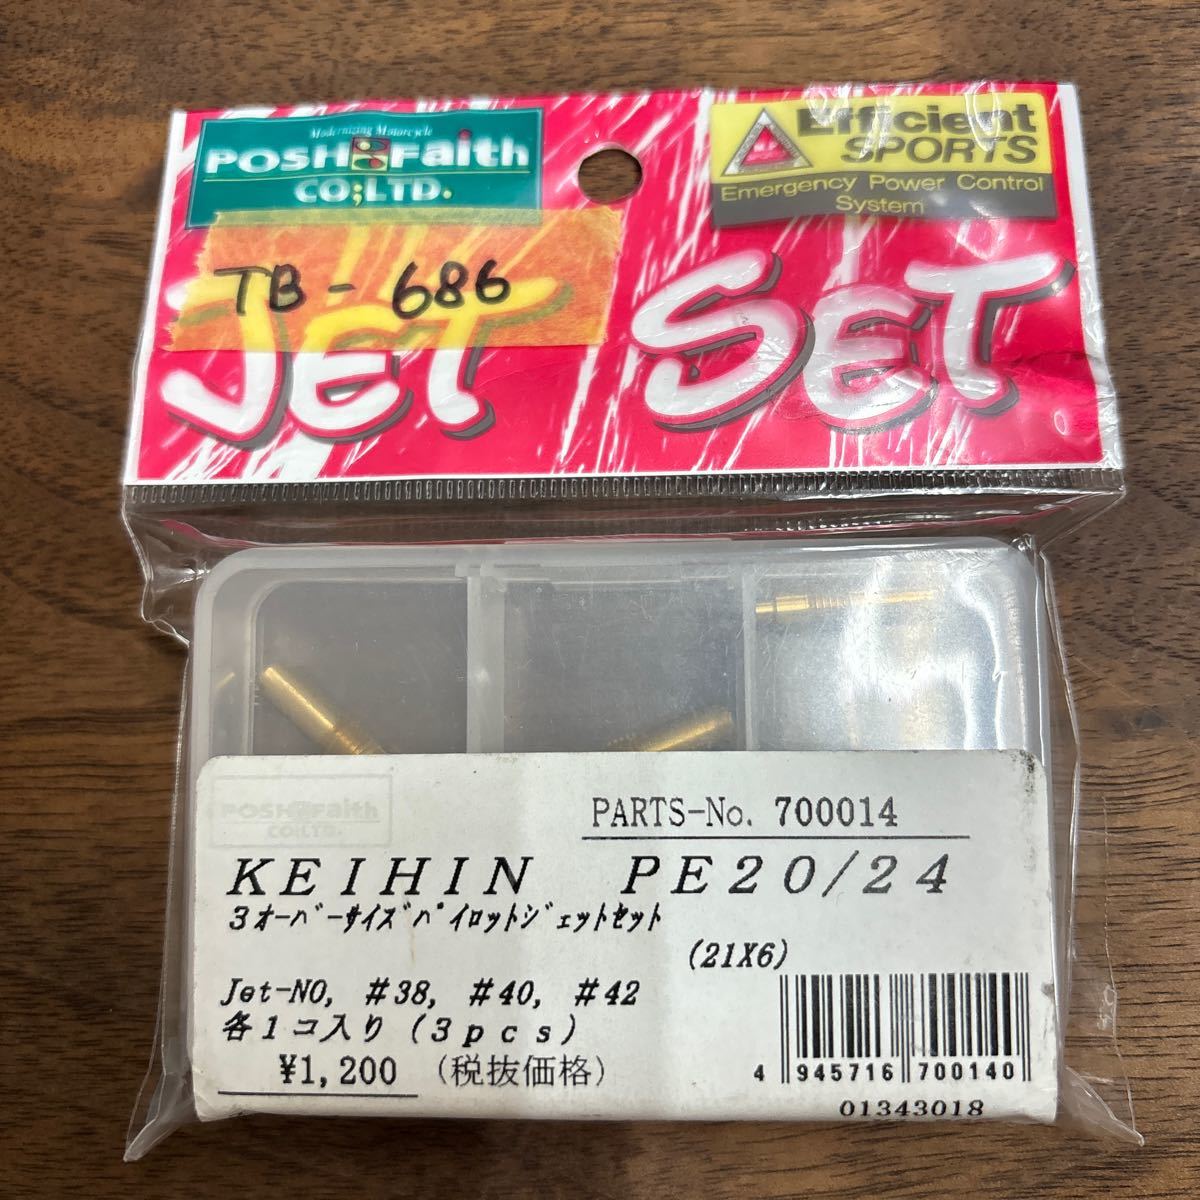 Modernizing Motorcycle
POSH Faith
CO;LTD.
Efficient
SPORTS
Emergency Power Control
System
TB-686
JET SET
POSH Faith
CO;LTD.
PARTS-No. 700014
KEIHIN PE20/24
3ｵｰﾊﾞｰｻｲｽﾞﾊﾟｲﾛｯﾄｼﾞｪｯﾄｾｯﾄ
(21X6)
Jet-NO, #38, #40, #42
各1コ入り(3pcs)
¥1,200 (税抜価格)
4 945716 700140
01343018